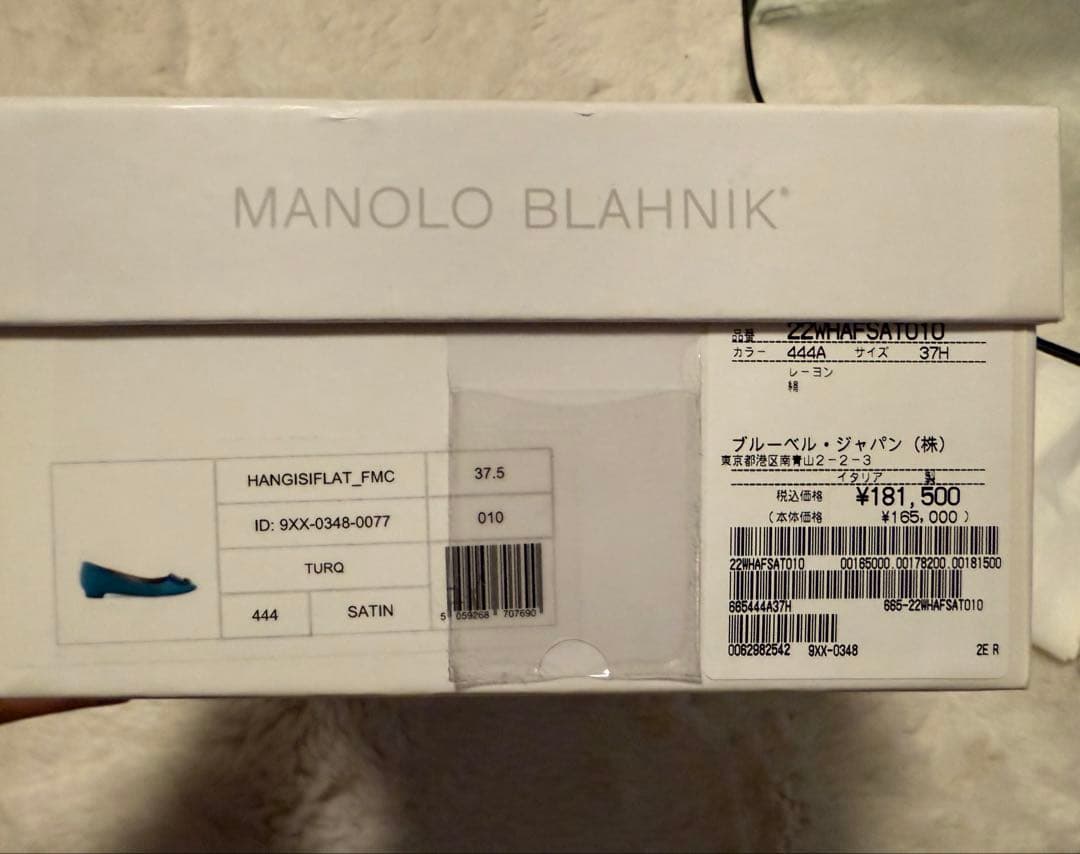 MANOLO BLAHNIK®
HANGISIFLAT_FMC 37.5
ID: 9XX-0348-0077 010
TURQ
444 SATIN
5 059268 707690
品番 22WHAFSAT010
カラー 444A サイズ 37H
レーヨン
絹
ブルーベル・ジャパン(株)
東京都港区南青山2-2-3
イタリア 製
税込価格 ¥181,500
(本体価格 ¥165,000)
22WHAFSAT010 00165000.00178200.00181500
665444A37H 665-22WHAFSAT010
0062982542 9XX-0348 2E R